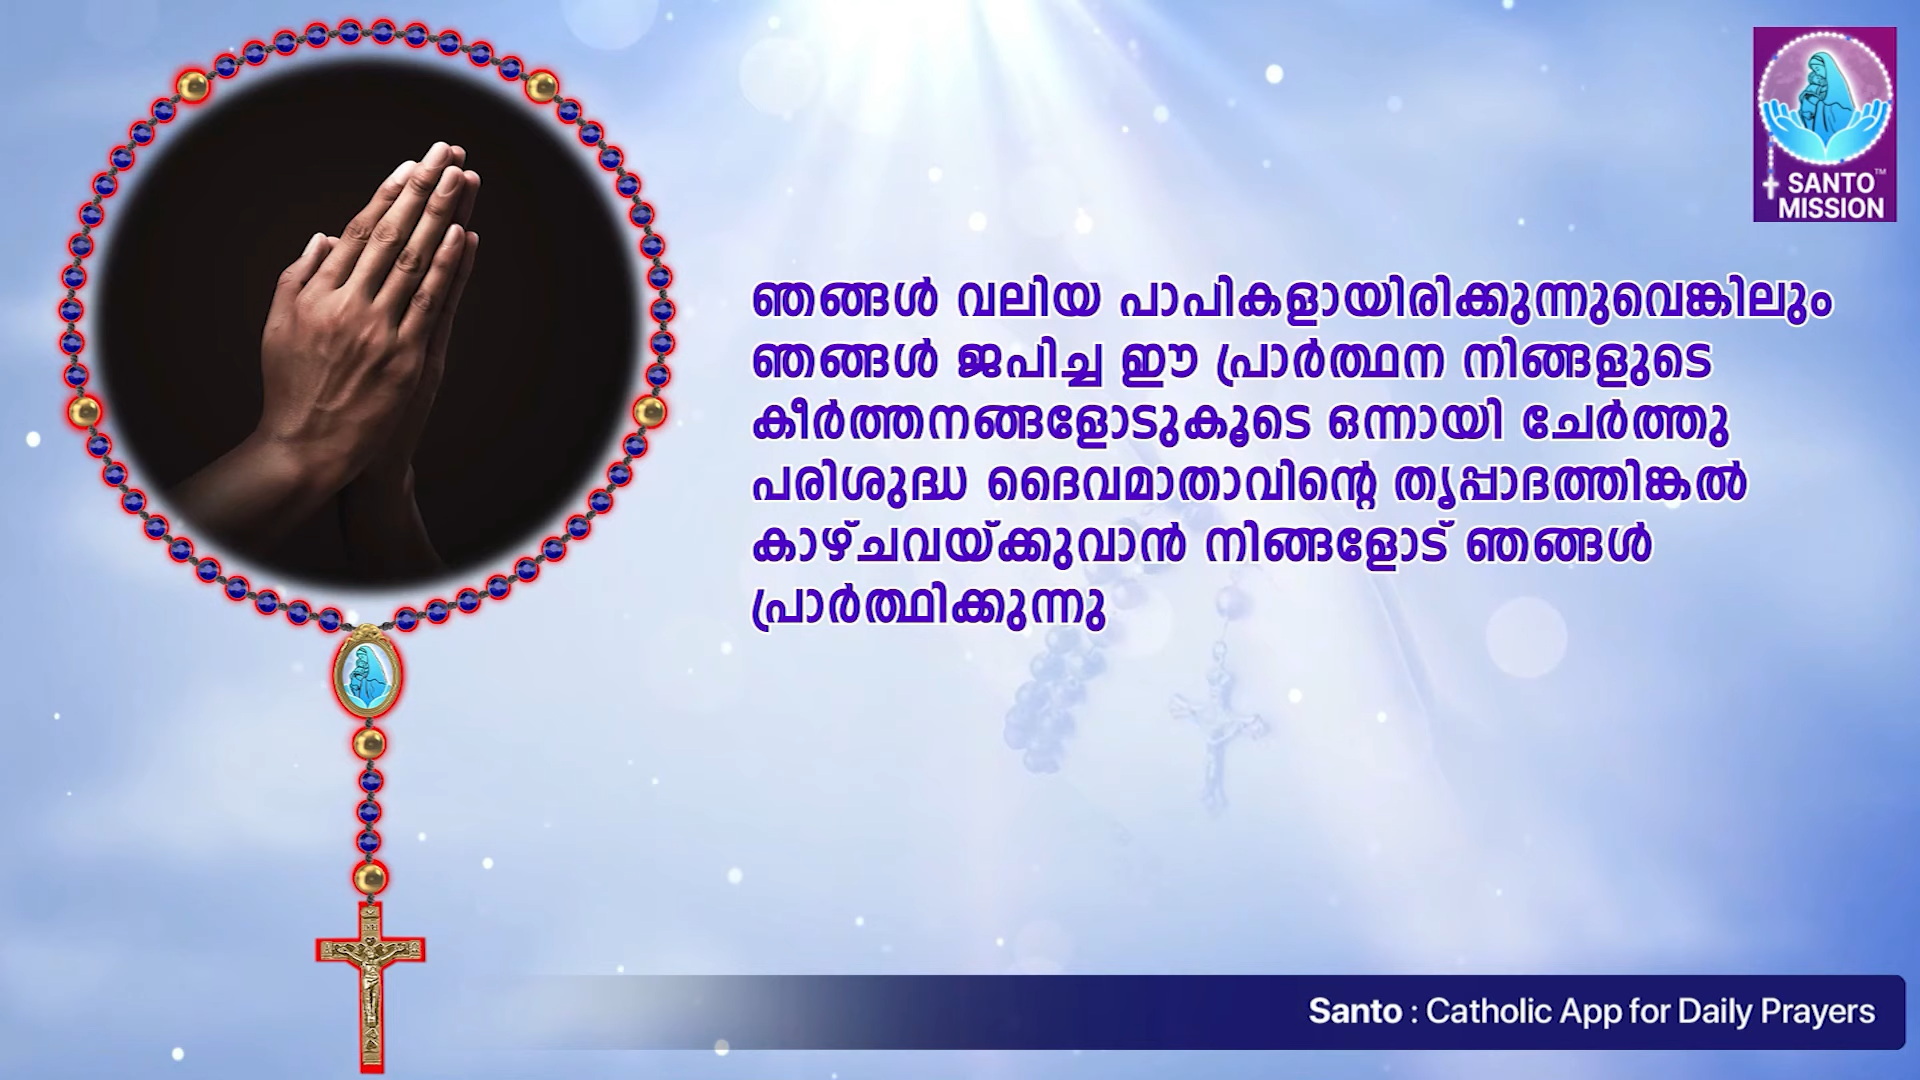 SANTO™
MISSION
ഞങ്ങൾ വലിയ പാപികളായിരിക്കുന്നുവെങ്കിലും
ഞങ്ങൾ ജപിച്ച ഈ പ്രാർത്ഥന നിങ്ങളുടെ
കീർത്തനങ്ങളോടുകൂടെ ഒന്നായി ചേർത്തു
പരിശുദ്ധ ദൈവമാതാവിന്റെ തൃപ്പാദത്തിങ്കൽ
കാഴ്ചവയ്ക്കുവാൻ നിങ്ങളോട് ഞങ്ങൾ
പ്രാർത്ഥിക്കുന്നു
Santo : Catholic App for Daily Prayers